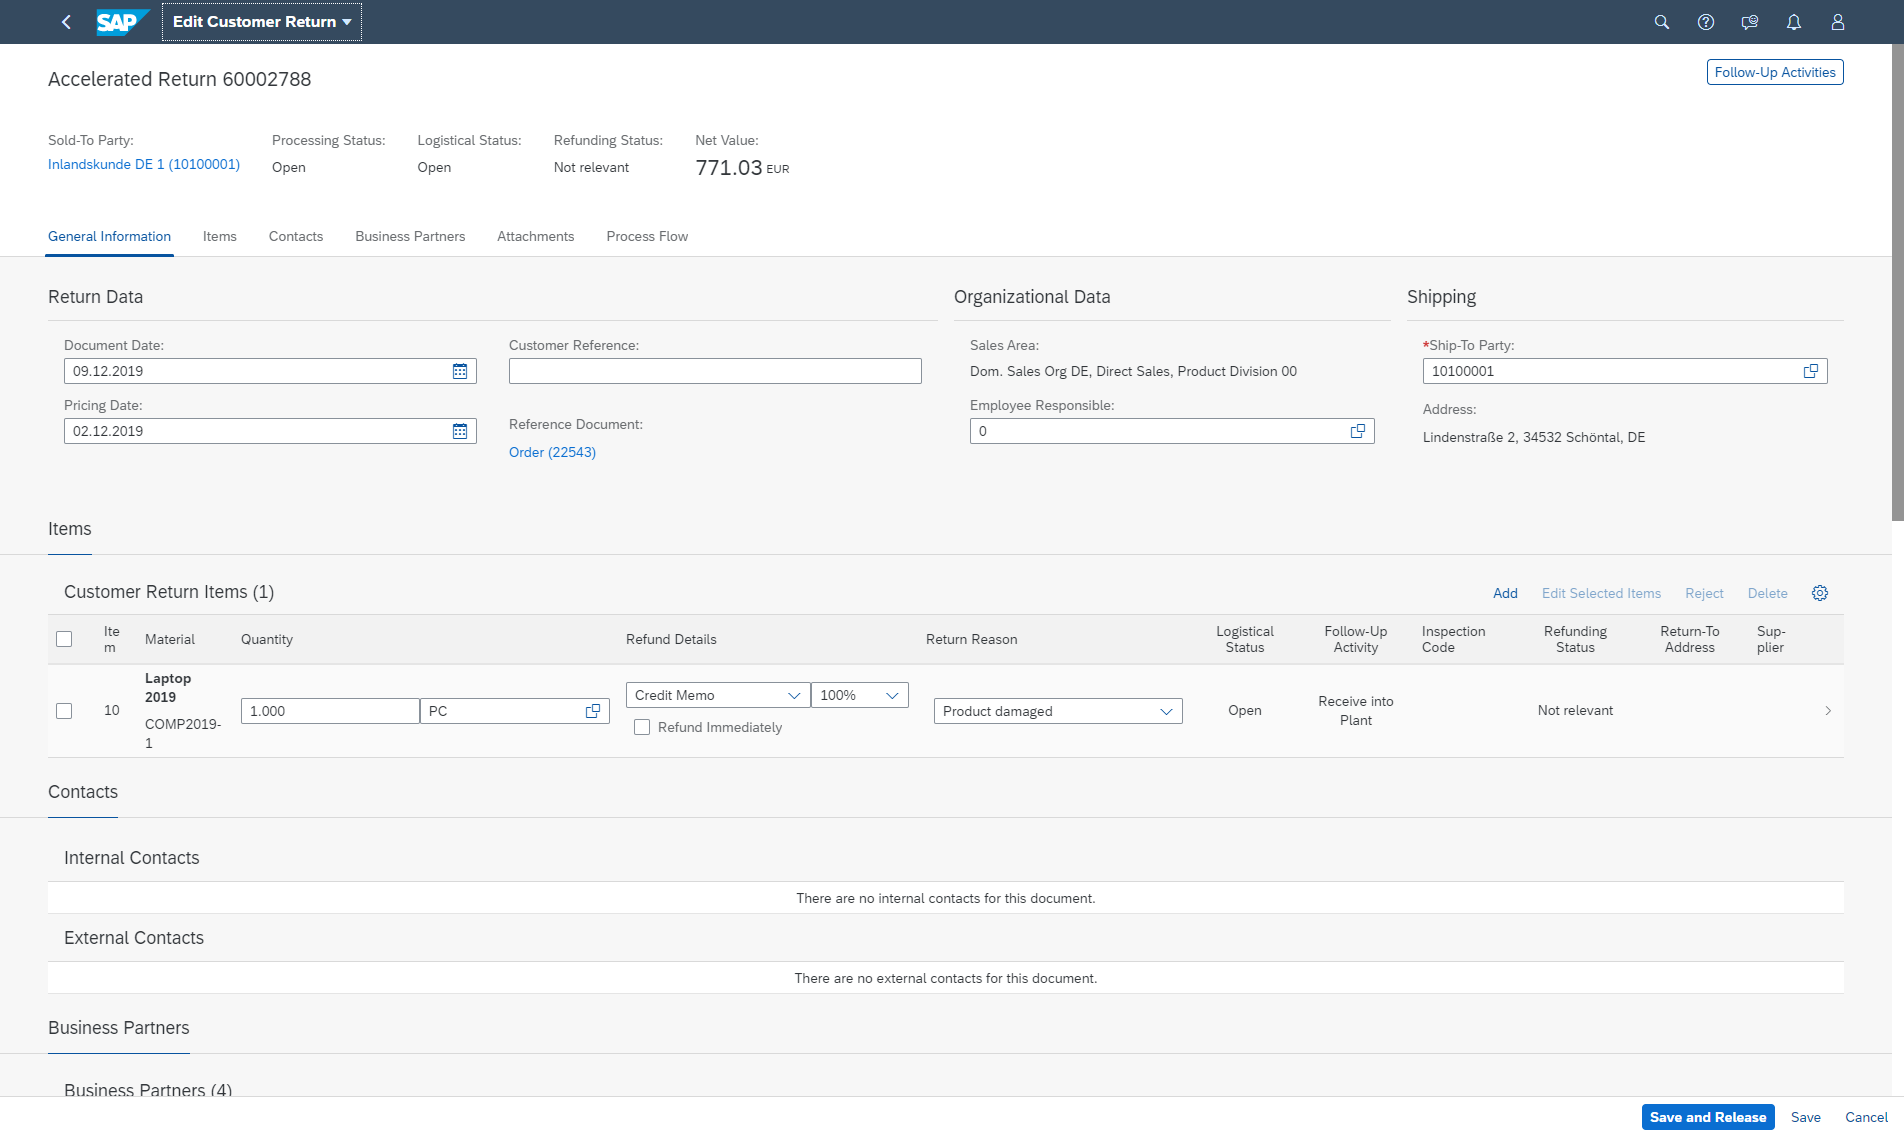 SAP Edit Customer Return
Accelerated Return 60002788
Follow-Up Activities
Sold-To Party: Processing Status: Logistical Status: Refunding Status: Net Value:
Inlandskunde DE 1 (10100001) Open Open Not relevant 771.03 EUR
General Information Items Contacts Business Partners Attachments Process Flow
Return Data
Document Date:
09.12.2019
Pricing Date:
02.12.2019
Customer Reference:
Reference Document:
Order (22543)
Organizational Data
Sales Area:
Dom. Sales Org DE, Direct Sales, Product Division 00
Employee Responsible:
0
Shipping
*Ship-To Party:
10100001
Address:
Lindenstraße 2, 34532 Schöntal, DE
Items
Customer Return Items (1)
Add Edit Selected Items Reject Delete
Ite
m
Material
Quantity
Refund Details
Return Reason
Logistical
Status
Follow-Up
Activity
Inspection
Code
Refunding
Status
Return-To
Address
Sup-
plier
10
Laptop
2019
COMP2019-
1
1.000
PC
Credit Memo
100%
Refund Immediately
Product damaged
Open
Receive into
Plant
Not relevant
Contacts
Internal Contacts
There are no internal contacts for this document.
External Contacts
There are no external contacts for this document.
Business Partners
Business Partners (4)
Save and Release Save Cancel